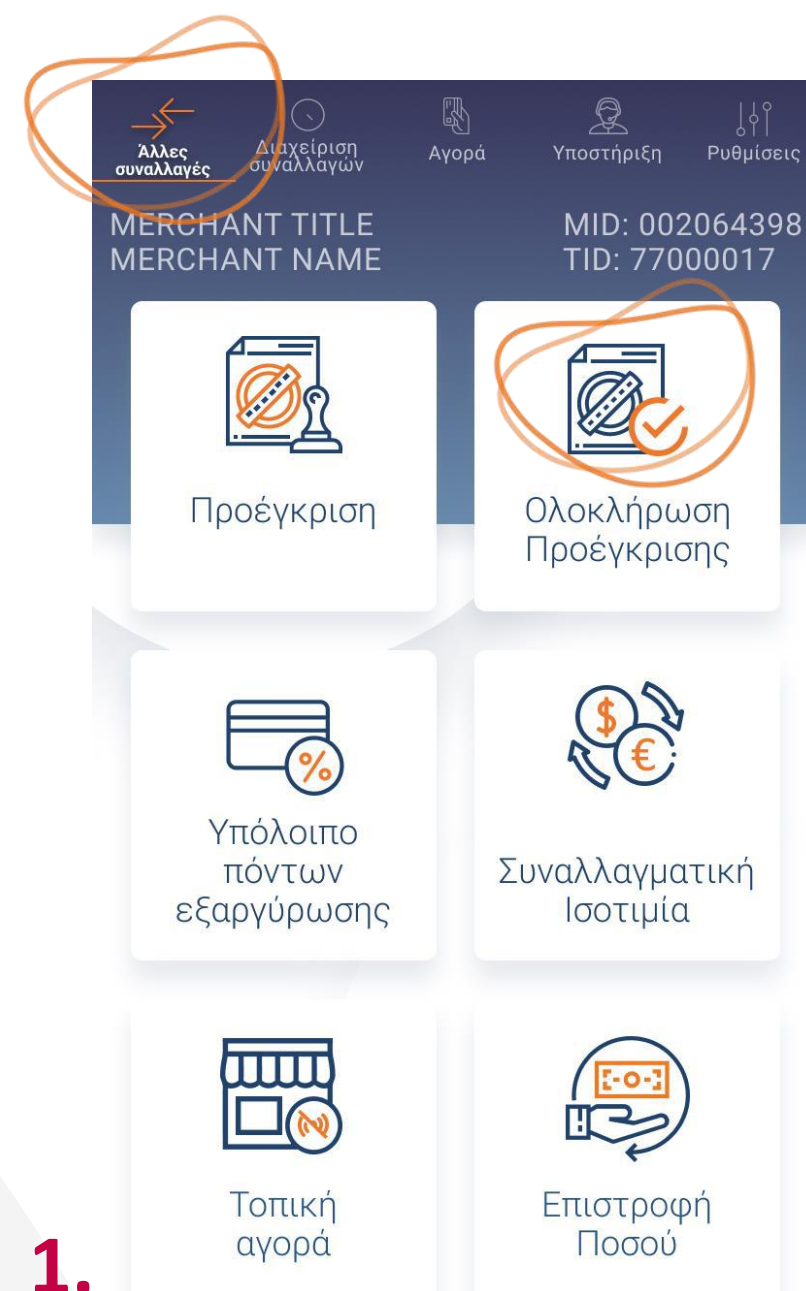 Άλλες
συναλλαγές
Διαχείριση
συναλλαγών
Αγορά
Υποστήριξη
Ρυθμίσεις
MERCHANT TITLE
MERCHANT NAME
MID: 002064398
TID: 77000017
Προέγκριση
Ολοκλήρωση
Προέγκρισης
Υπόλοιπο
πόντων
εξαργύρωσης
Συναλλαγματική
Ισοτιμία
Τοπική
αγορά
Επιστροφή
Ποσού
1.